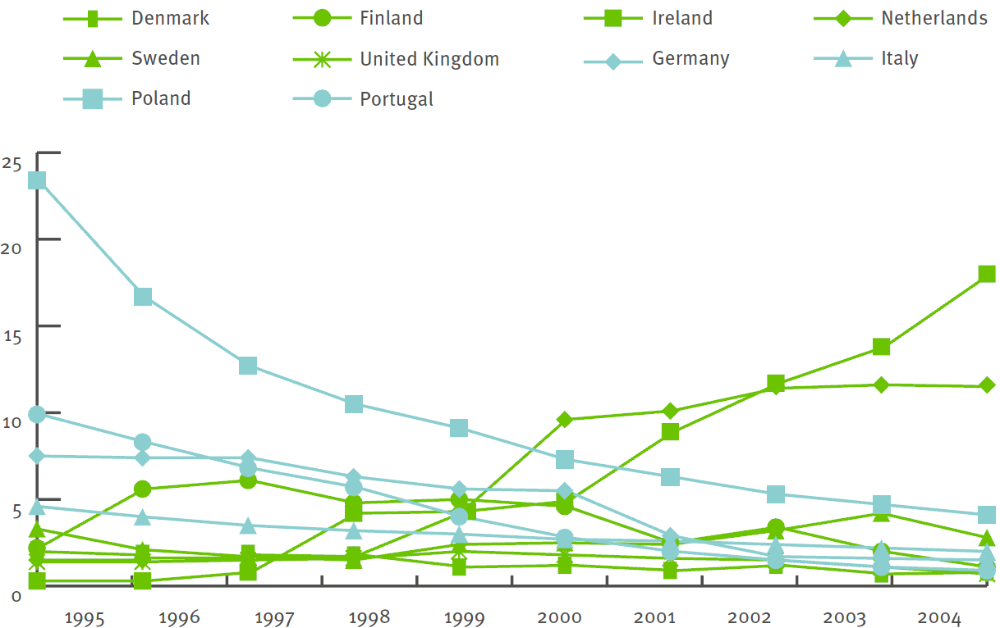 Denmark Finland Ireland Netherlands
Sweden United Kingdom Germany Italy
Poland Portugal
25
20
15
10
5
0
1995 1996 1997 1998 1999 2000 2001 2002 2003 2004